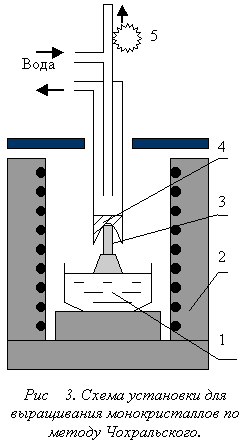 5
Вода
4
3
2
1
Рис 3. Схема установки для
выращивания монокристаллов по
методу Чохральского.